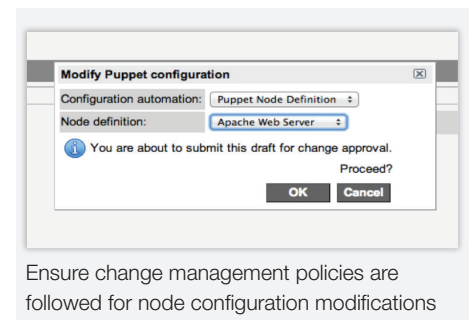 Modify Puppet configuration
Configuration automation: Puppet Node Definition
Node definition: Apache Web Server
You are about to submit this draft for change approval.
Proceed?
OK Cancel
Ensure change management policies are
followed for node configuration modifications